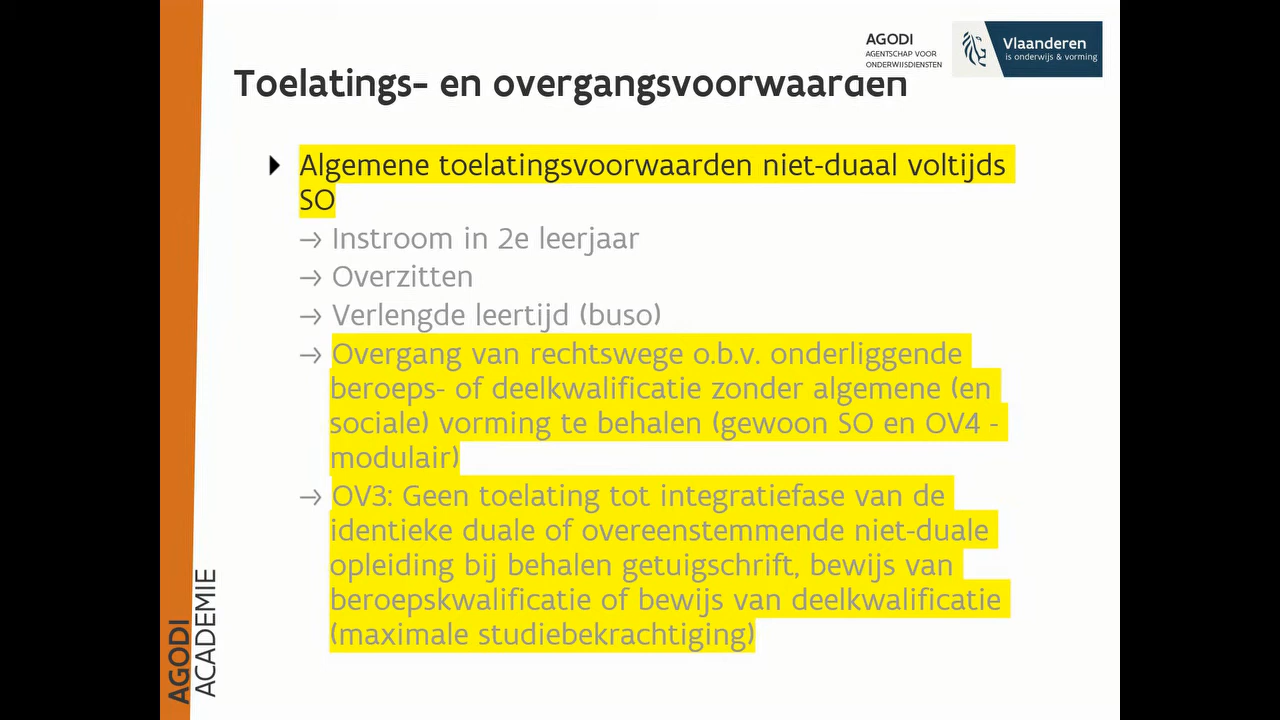 AGODI
AGENTSCHAP VOOR
ONDERWIJSDIENSTEN
Vlaanderen
is onderwijs & vorming
Toelatings- en overgangsvoorwaarden
Algemene toelatingsvoorwaarden niet-duaal voltijds
SO
→ Instroom in 2e leerjaar
→ Overzitten
→ Verlengde leertijd (buso)
→ Overgang van rechtswege o.b.v. onderliggende
beroeps- of deelkwalificatie zonder algemene (en
sociale) vorming te behalen (gewoon SO en OV4 -
modulair)
→ OV3: Geen toelating tot integratiefase van de
identieke duale of overeenstemmende niet-duale
opleiding bij behalen getuigschrift, bewijs van
beroepskwalificatie of bewijs van deelkwalificatie
(maximale studiebekrachtiging)
AGODI
ACADEMIE